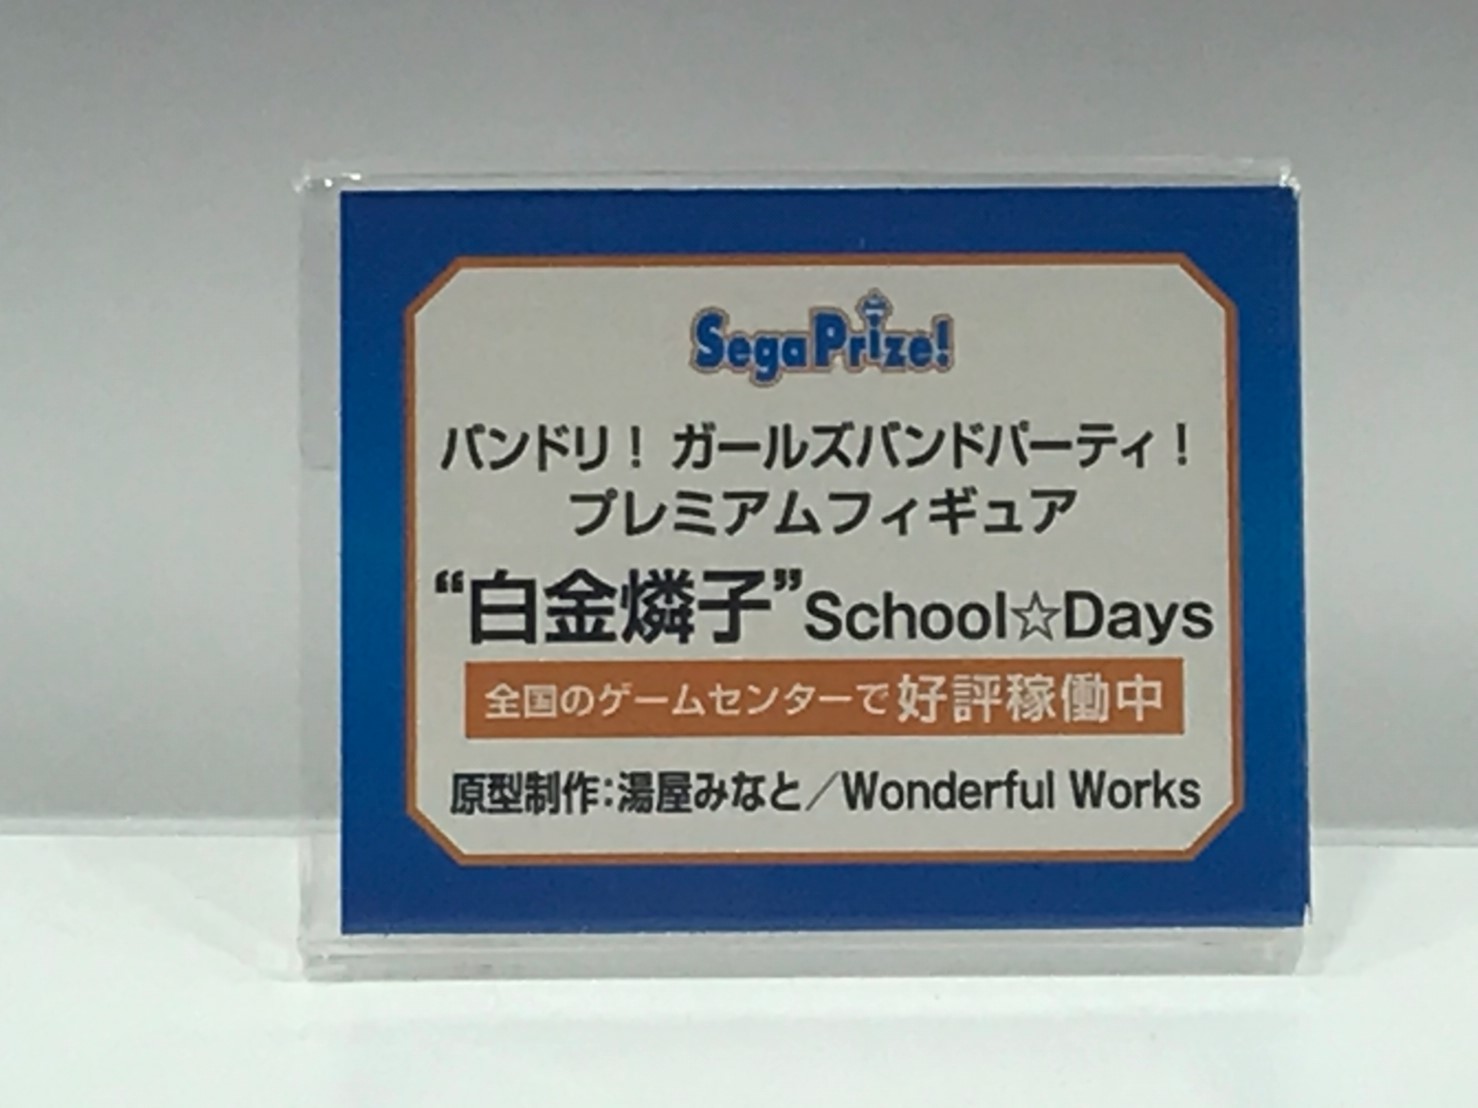 SegaPrize!
バンドリ！ ガールズバンドパーティ！
プレミアムフィギュア
“白金燐子”School☆Days
全国のゲームセンターで好評稼働中
原型制作：湯屋みなと／Wonderful Works